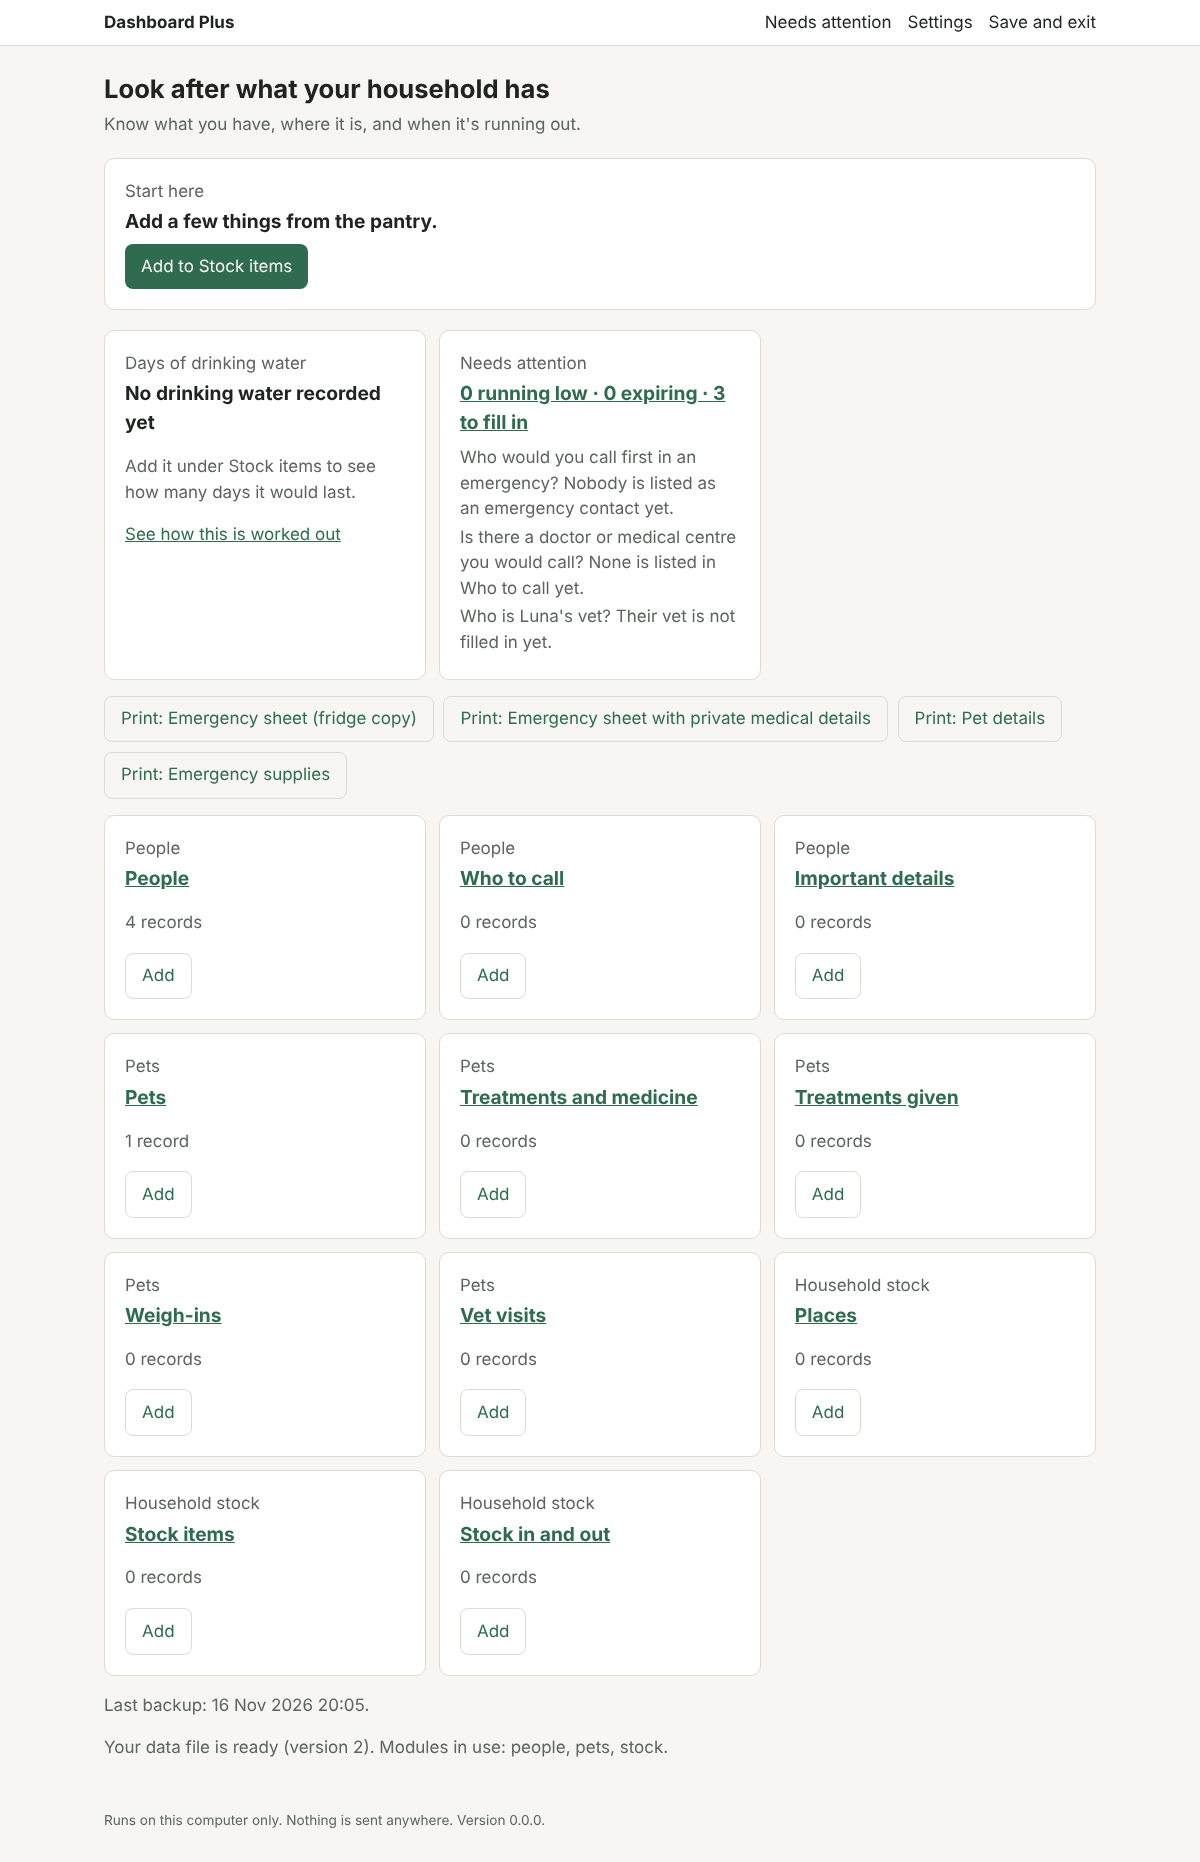 Dashboard Plus
Needs attention
Settings
Save and exit
Look after what your household has
Know what you have, where it is, and when it's running out.
Start here
Add a few things from the pantry.
Add to Stock items
Days of drinking water
No drinking water recorded
yet
Add it under Stock items to see
how many days it would last.
See how this is worked out
Needs attention
0 running low · 0 expiring · 3
to fill in
Who would you call first in an
emergency? Nobody is listed as
an emergency contact yet.
Is there a doctor or medical centre
you would call? None is listed in
Who to call yet.
Who is Luna's vet? Their vet is not
filled in yet.
Print: Emergency sheet (fridge copy)
Print: Emergency sheet with private medical details
Print: Pet details
Print: Emergency supplies
People
People
4 records
Add
People
Who to call
0 records
Add
People
Important details
0 records
Add
Pets
Pets
1 record
Add
Pets
Treatments and medicine
0 records
Add
Pets
Treatments given
0 records
Add
Pets
Weigh-ins
0 records
Add
Pets
Vet visits
0 records
Add
Household stock
Places
0 records
Add
Household stock
Stock items
0 records
Add
Household stock
Stock in and out
0 records
Add
Last backup: 16 Nov 2026 20:05.
Your data file is ready (version 2). Modules in use: people, pets, stock.
Runs on this computer only. Nothing is sent anywhere. Version 0.0.0.